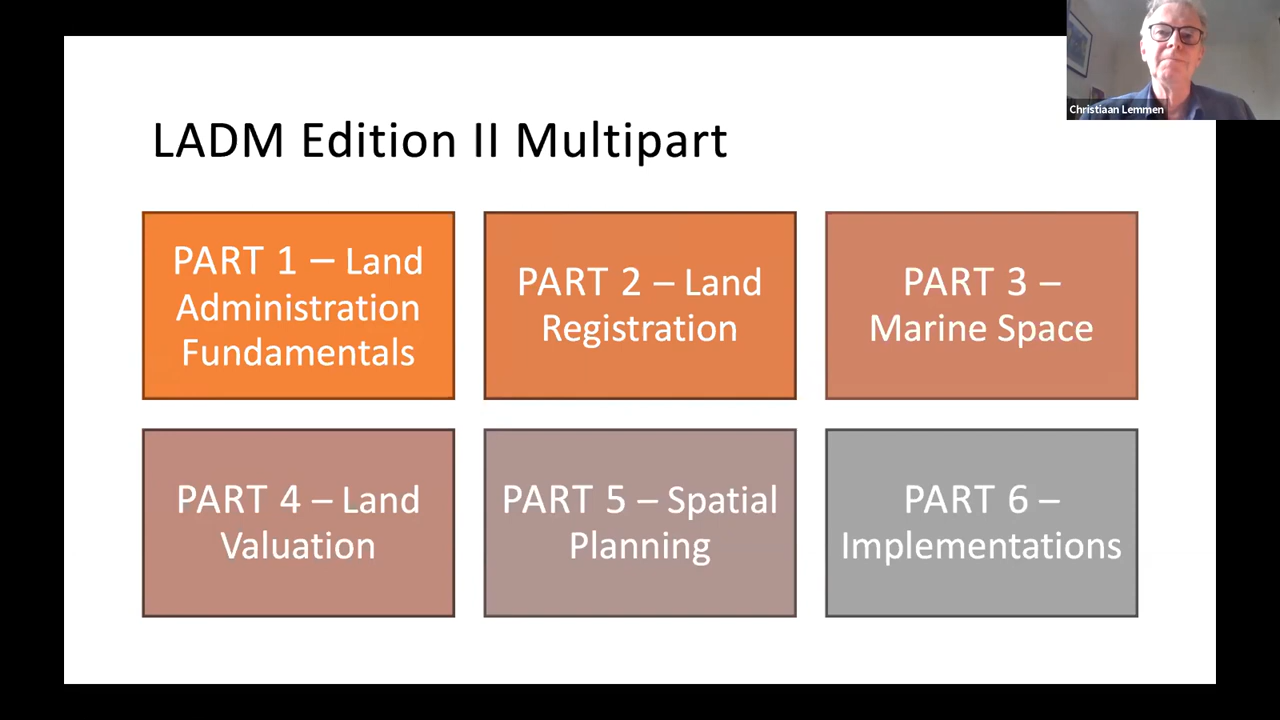 Christiaan Lemmen
LADM Edition II Multipart
PART 1 – Land
Administration
Fundamentals
PART 2 – Land
Registration
PART 3 –
Marine Space
PART 4 – Land
Valuation
PART 5 – Spatial
Planning
PART 6 –
Implementations